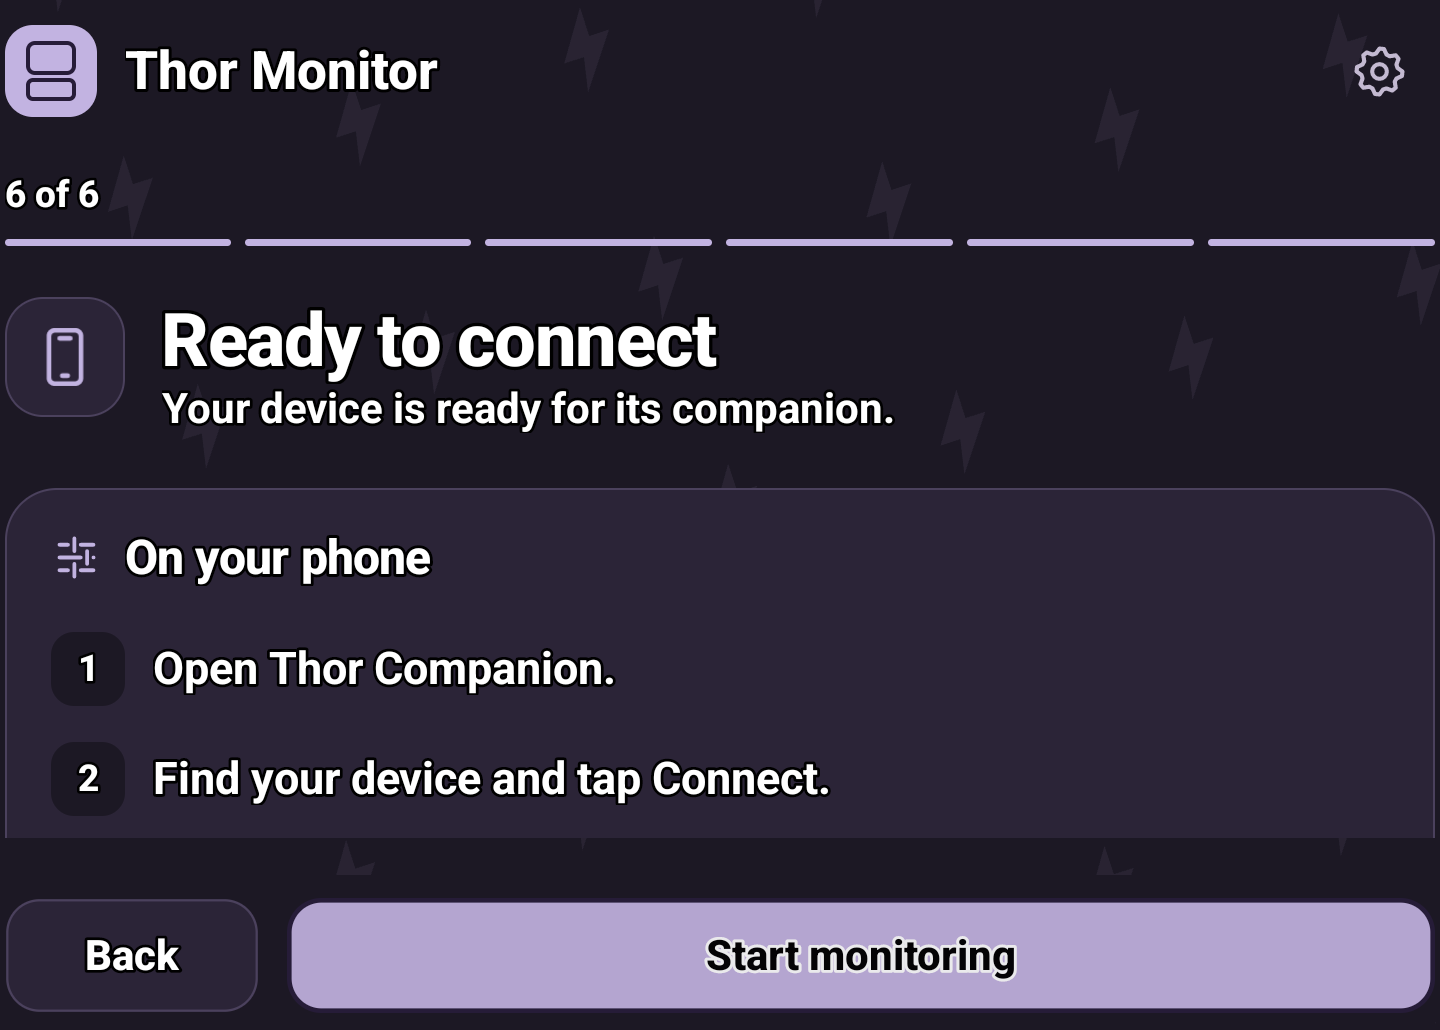 Thor Monitor
6 of 6
Ready to connect
Your device is ready for its companion.
On your phone
1 Open Thor Companion.
2 Find your device and tap Connect.
Back
Start monitoring